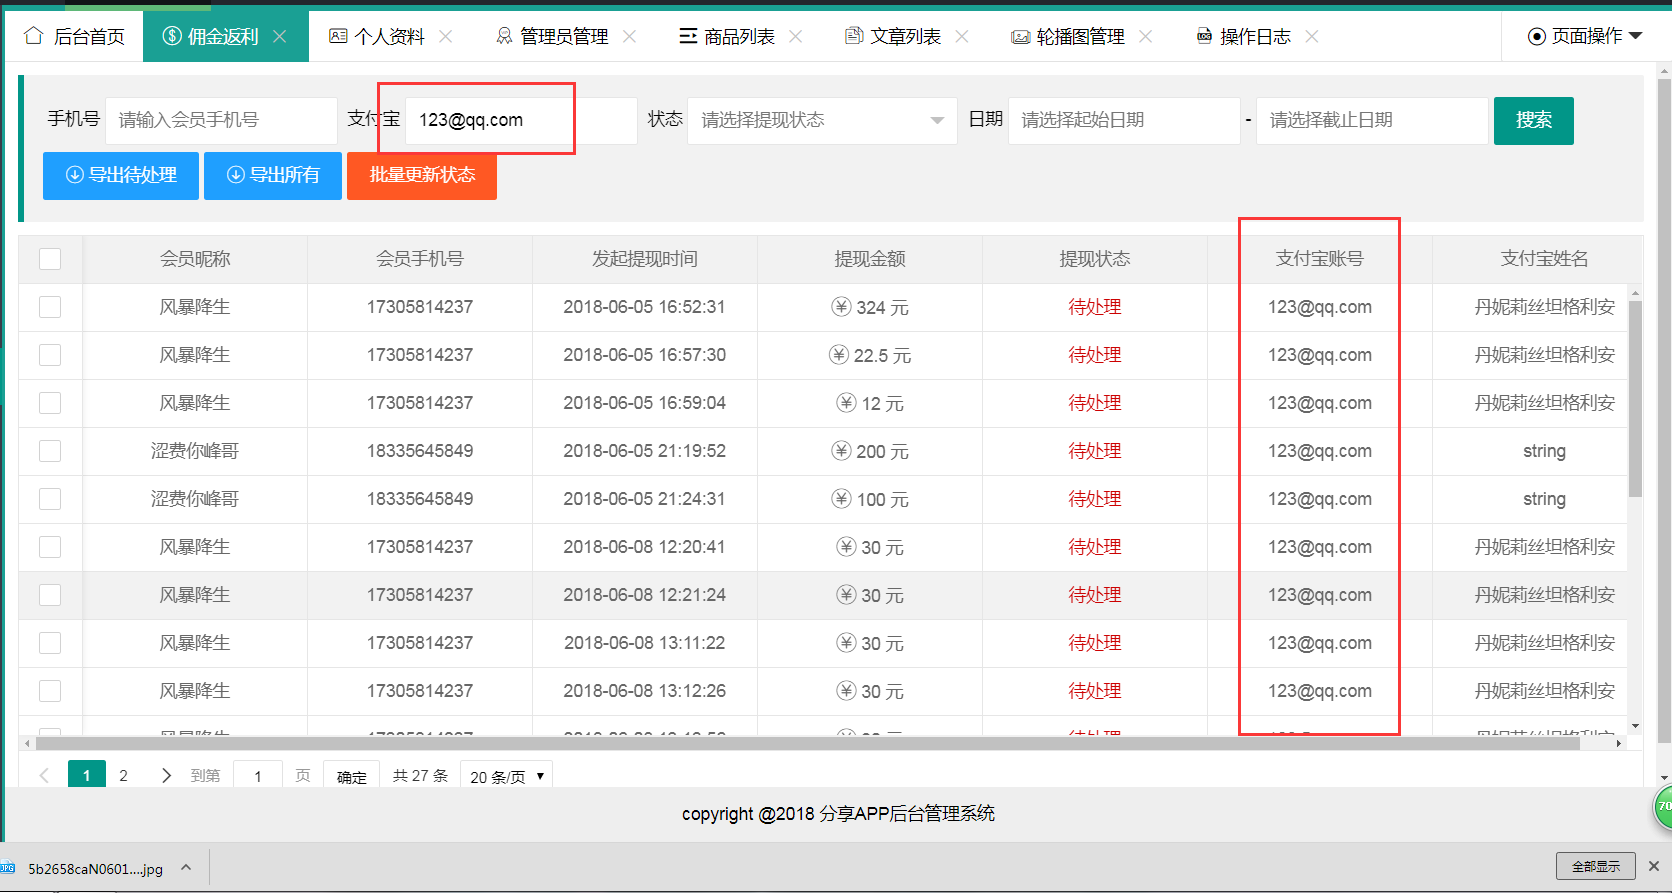 后台首页 佣金返利 个人资料 管理员管理 商品列表 文章列表 轮播图管理 操作日志 页面操作
手机号 请输入会员手机号 支付宝 123@qq.com 状态 请选择提现状态 日期 请选择起始日期 - 请选择截止日期 搜索
导出待处理 导出所有 批量更新状态
会员昵称 会员手机号 发起提现时间 提现金额 提现状态 支付宝账号 支付宝姓名
风暴降生 17305814237 2018-06-05 16:52:31 ¥ 324 元 待处理 123@qq.com 丹妮莉丝坦格利安
风暴降生 17305814237 2018-06-05 16:57:30 ¥ 22.5 元 待处理 123@qq.com 丹妮莉丝坦格利安
风暴降生 17305814237 2018-06-05 16:59:04 ¥ 12 元 待处理 123@qq.com 丹妮莉丝坦格利安
涩费你峰哥 18335645849 2018-06-05 21:19:52 ¥ 200 元 待处理 123@qq.com string
涩费你峰哥 18335645849 2018-06-05 21:24:31 ¥ 100 元 待处理 123@qq.com string
风暴降生 17305814237 2018-06-08 12:20:41 ¥ 30 元 待处理 123@qq.com 丹妮莉丝坦格利安
风暴降生 17305814237 2018-06-08 12:21:24 ¥ 30 元 待处理 123@qq.com 丹妮莉丝坦格利安
风暴降生 17305814237 2018-06-08 13:11:22 ¥ 30 元 待处理 123@qq.com 丹妮莉丝坦格利安
风暴降生 17305814237 2018-06-08 13:12:26 ¥ 30 元 待处理 123@qq.com 丹妮莉丝坦格利安
1 2 到第 1 页 确定 共 27 条 20 条/页
70
copyright @2018 分享APP后台管理系统
5b2658caN0601....jpg 全部显示